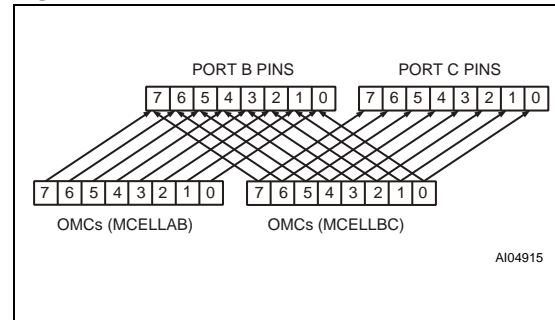 PORT B PINS PORT C PINS
7 6 5 4 3 2 1 0 7 6 5 4 3 2 1 0
7 6 5 4 3 2 1 0 7 6 5 4 3 2 1 0
OMCs (MCELLAB) OMCs (MCELLBC)
AI04915